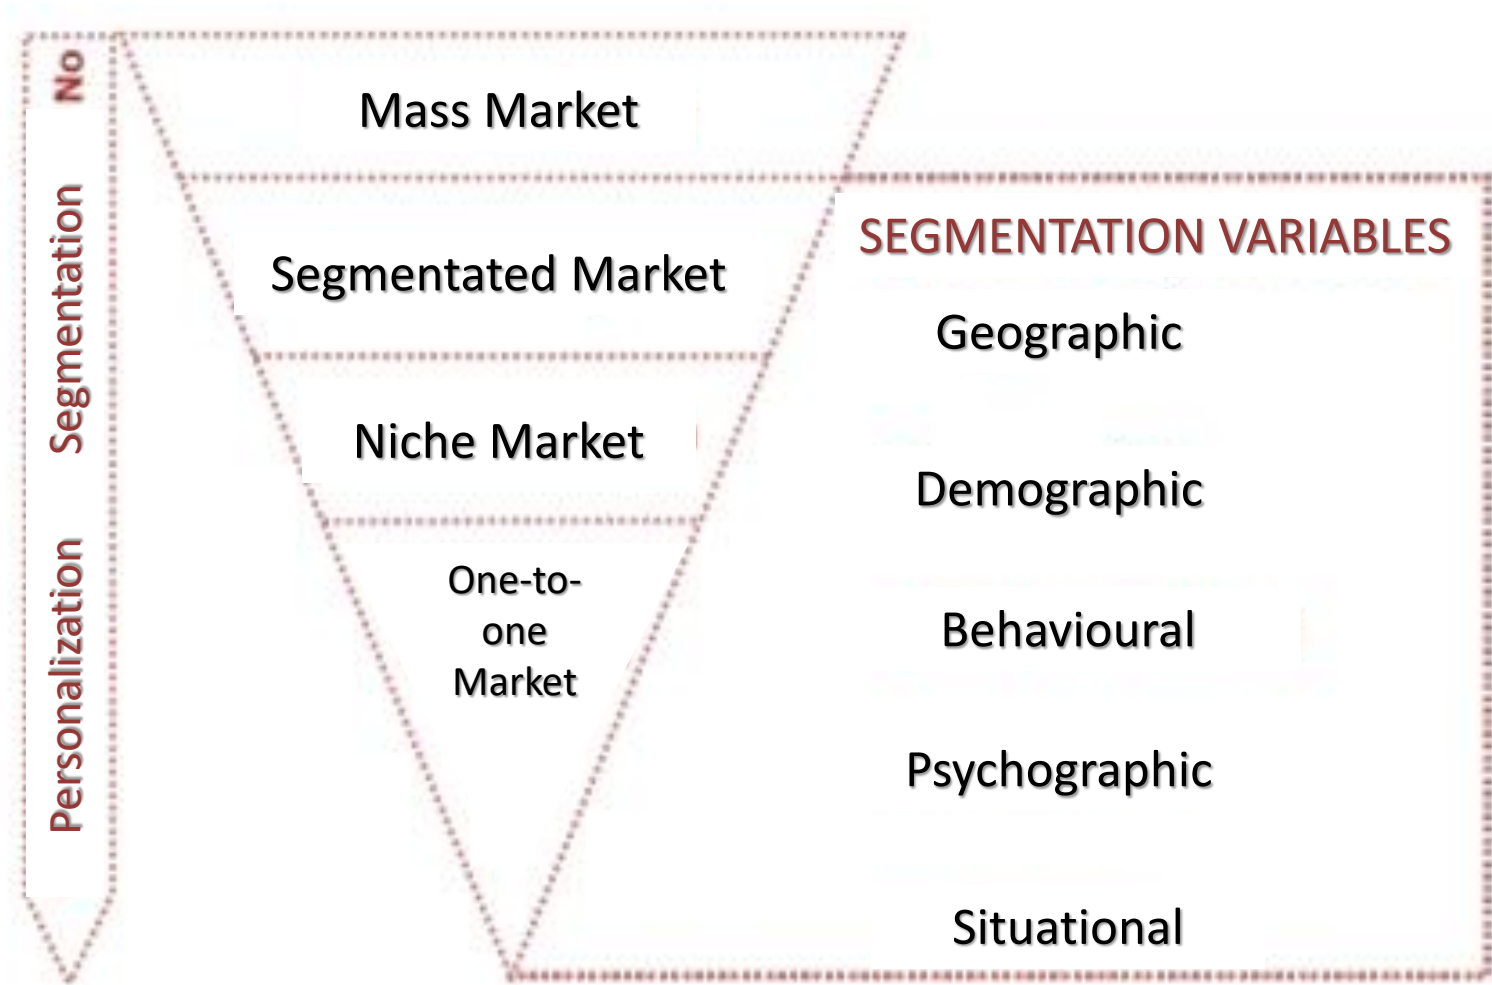 No
Segmentation
Personalization
Mass Market
Segmentated Market
Niche Market
One-to-
one
Market
SEGMENTATION VARIABLES
Geographic
Demographic
Behavioural
Psychographic
Situational